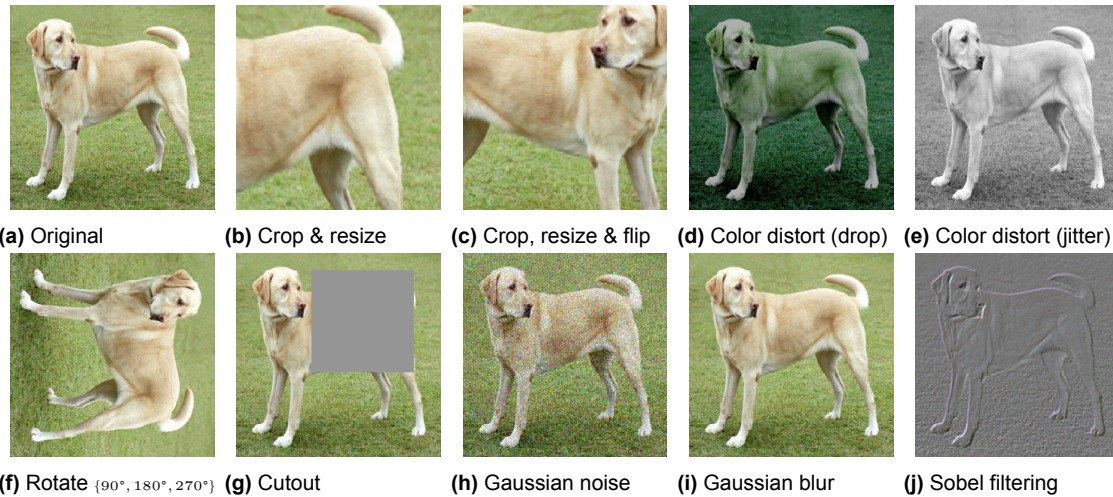 (a) Original
(b) Crop & resize
(c) Crop, resize & flip
(d) Color distort (drop)
(e) Color distort (jitter)
(f) Rotate {90°, 180°, 270°}
(g) Cutout
(h) Gaussian noise
(i) Gaussian blur
(j) Sobel filtering